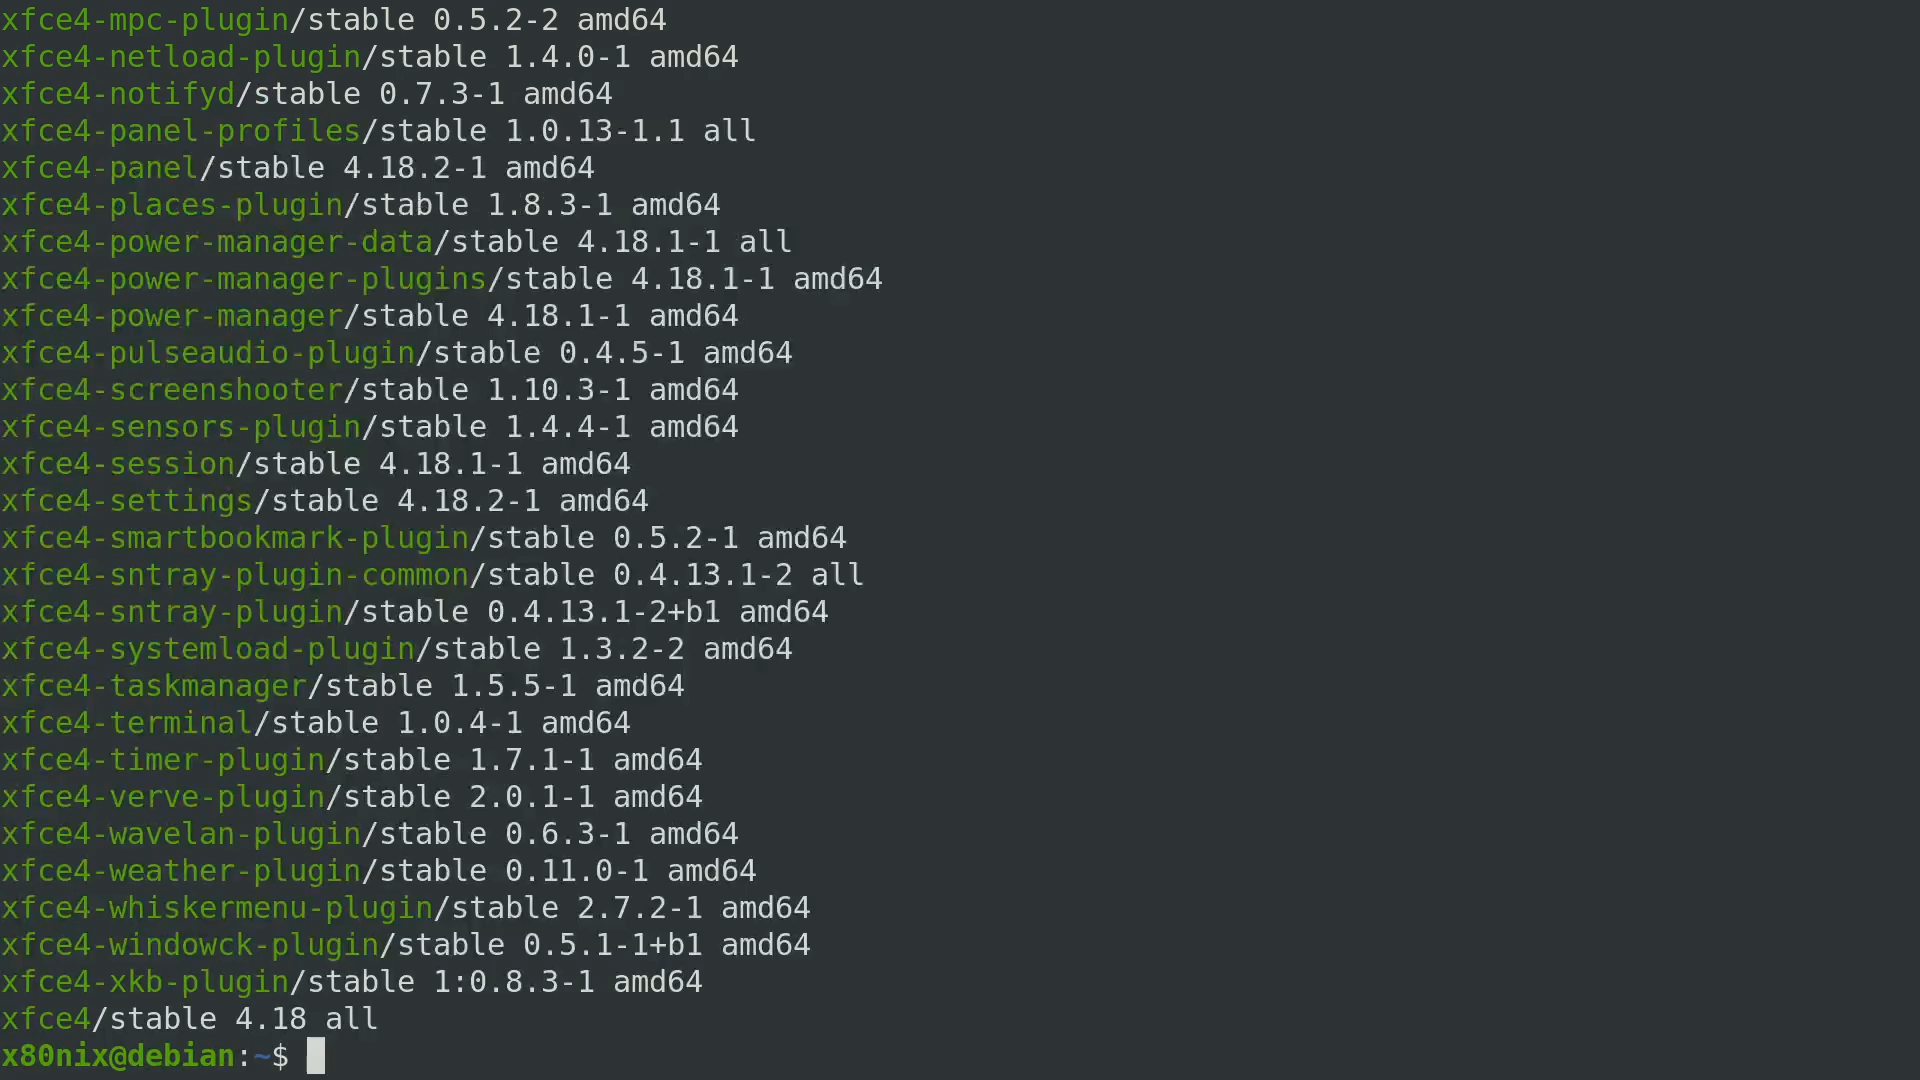 xfce4-mpc-plugin/stable 0.5.2-2 amd64
xfce4-netload-plugin/stable 1.4.0-1 amd64
xfce4-notifyd/stable 0.7.3-1 amd64
xfce4-panel-profiles/stable 1.0.13-1.1 all
xfce4-panel/stable 4.18.2-1 amd64
xfce4-places-plugin/stable 1.8.3-1 amd64
xfce4-power-manager-data/stable 4.18.1-1 all
xfce4-power-manager-plugins/stable 4.18.1-1 amd64
xfce4-power-manager/stable 4.18.1-1 amd64
xfce4-pulseaudio-plugin/stable 0.4.5-1 amd64
xfce4-screenshooter/stable 1.10.3-1 amd64
xfce4-sensors-plugin/stable 1.4.4-1 amd64
xfce4-session/stable 4.18.1-1 amd64
xfce4-settings/stable 4.18.2-1 amd64
xfce4-smartbookmark-plugin/stable 0.5.2-1 amd64
xfce4-sntray-plugin-common/stable 0.4.13.1-2 all
xfce4-sntray-plugin/stable 0.4.13.1-2+b1 amd64
xfce4-systemload-plugin/stable 1.3.2-2 amd64
xfce4-taskmanager/stable 1.5.5-1 amd64
xfce4-terminal/stable 1.0.4-1 amd64
xfce4-timer-plugin/stable 1.7.1-1 amd64
xfce4-verve-plugin/stable 2.0.1-1 amd64
xfce4-wavelan-plugin/stable 0.6.3-1 amd64
xfce4-weather-plugin/stable 0.11.0-1 amd64
xfce4-whiskermenu-plugin/stable 2.7.2-1 amd64
xfce4-windowck-plugin/stable 0.5.1-1+b1 amd64
xfce4-xkb-plugin/stable 1:0.8.3-1 amd64
xfce4/stable 4.18 all
x80nix@debian:~$